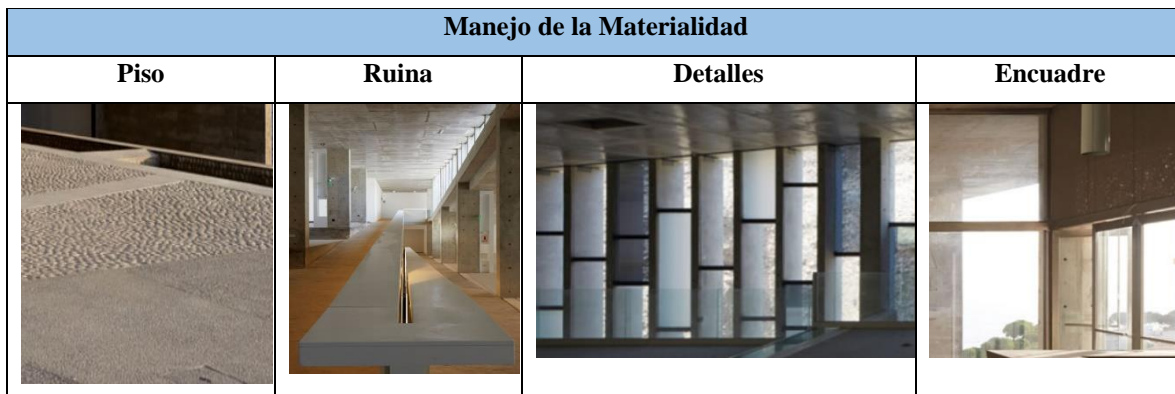 Manejo de la Materialidad
Piso
Ruina
Detalles
Encuadre